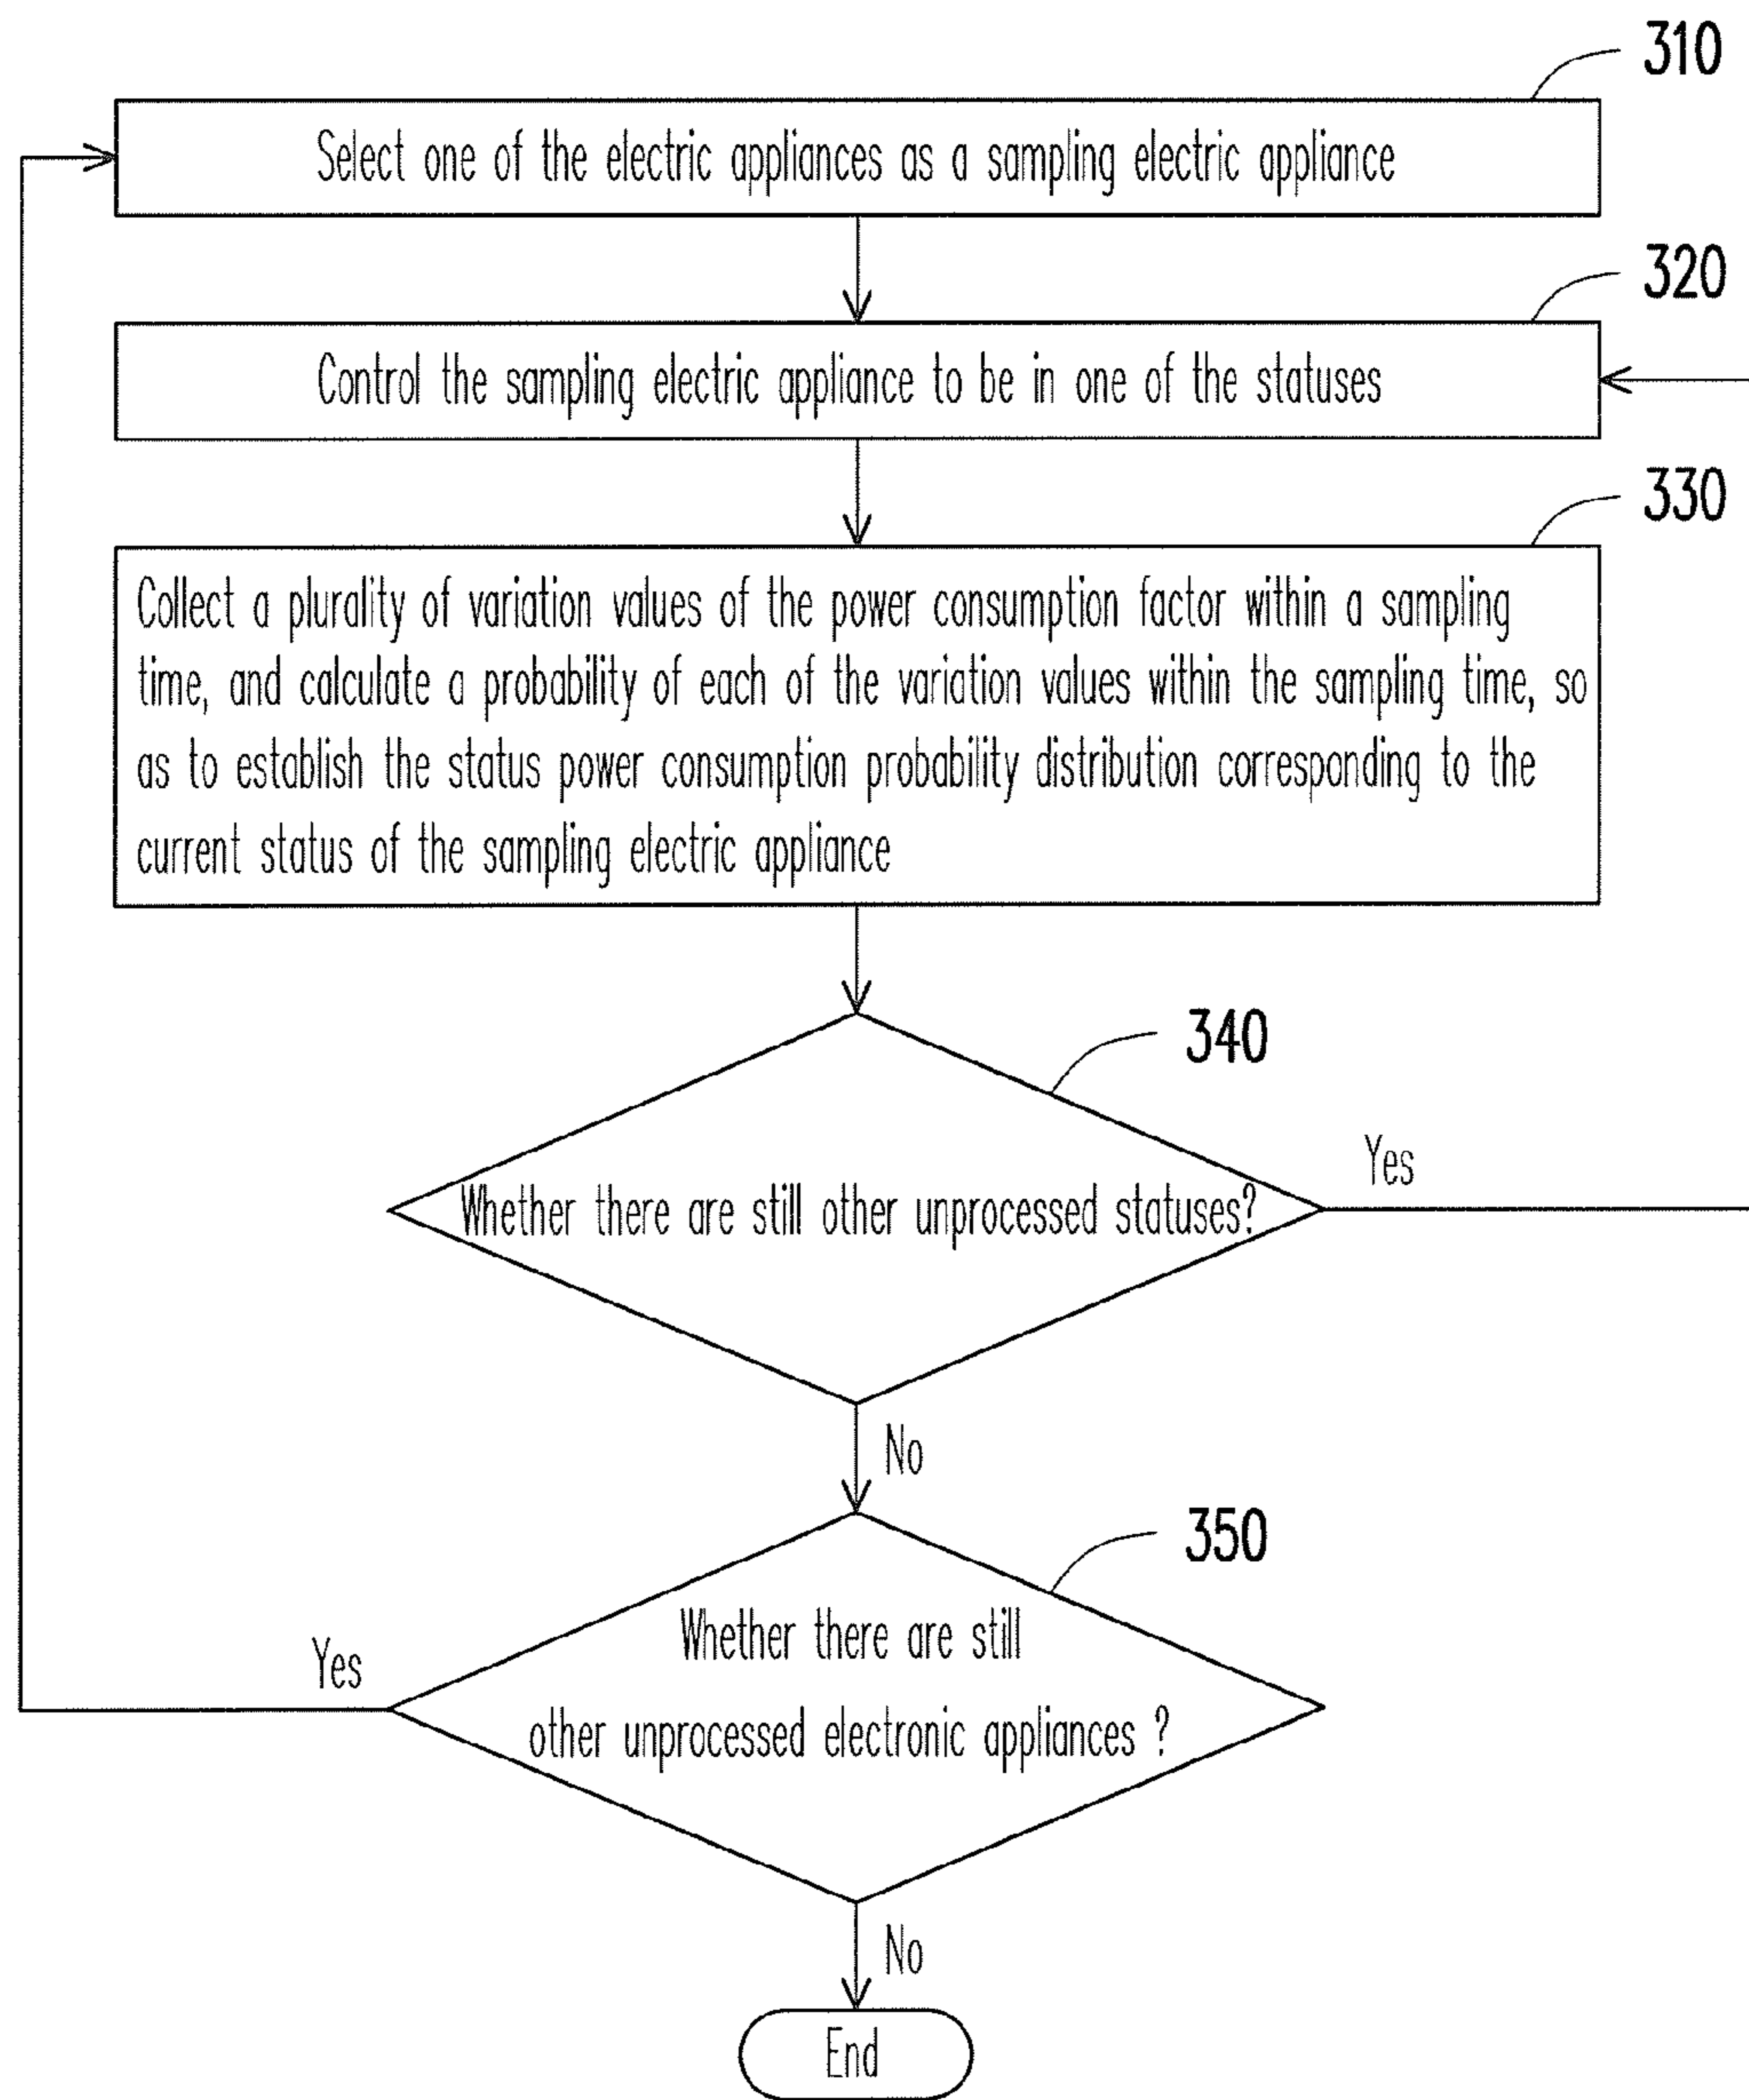 310
Select one of the electric appliances as a sampling electric appliance
320
Control the sampling electric appliance to be in one of the statuses
330
Collect a plurality of variation values of the power consumption factor within a sampling
time, and calculate a probability of each of the variation values within the sampling time, so
as to establish the status power consumption probability distribution corresponding to the
current status of the sampling electric appliance
340
Whether there are still other unprocessed statuses?
Yes
No
350
Whether there are still
other unprocessed electronic appliances ?
Yes
No
End